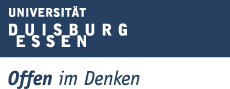 UNIVERSITÄT
DUISBURG
ESSEN
Offen im Denken